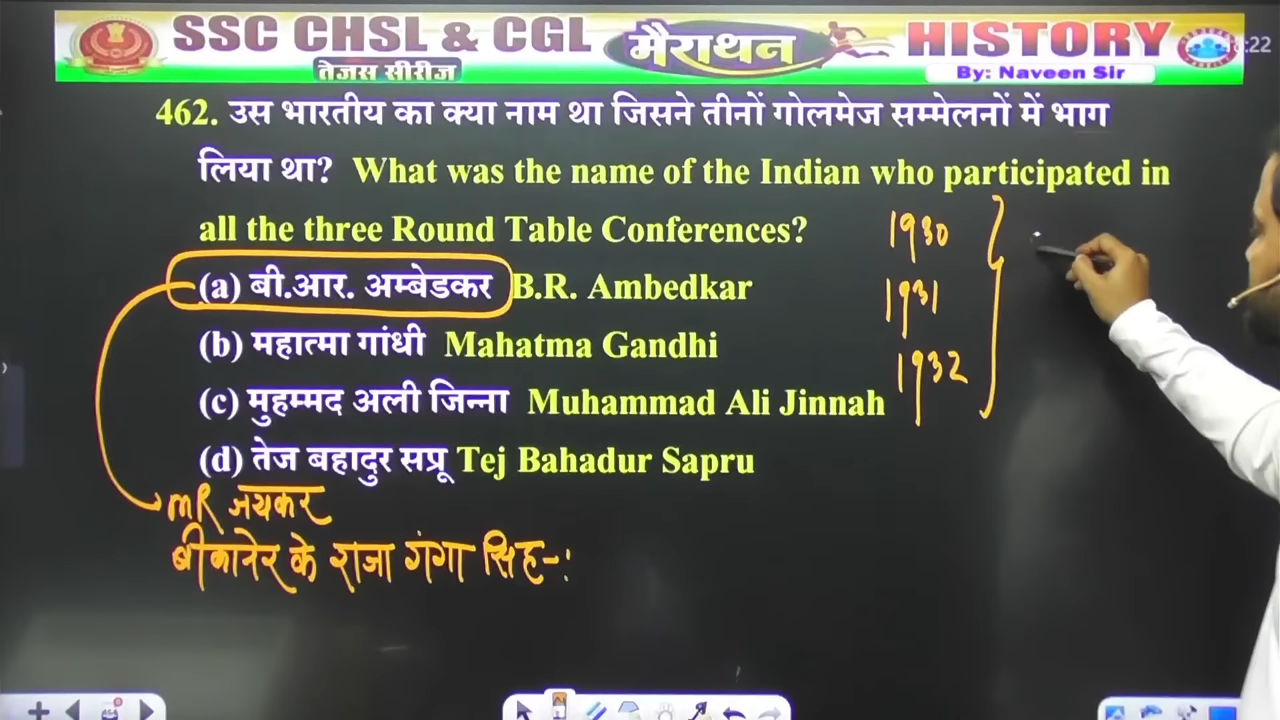 SSC CHSL & CGL मैराथन HISTORY
तेजस सीरीज
By: Naveen Sir
8:22
462. उस भारतीय का क्या नाम था जिसने तीनों गोलमेज सम्मेलनों में भाग
लिया था? What was the name of the Indian who participated in
all the three Round Table Conferences?
1930
(a) बी.आर. अम्बेडकर B.R. Ambedkar
1931
(b) महात्मा गांधी Mahatma Gandhi
1932
(c) मुहम्मद अली जिन्ना Muhammad Ali Jinnah
(d) तेज बहादुर सप्रू Tej Bahadur Sapru
MR जयकर
बीकानेर के राजा गंगा सिंह-: